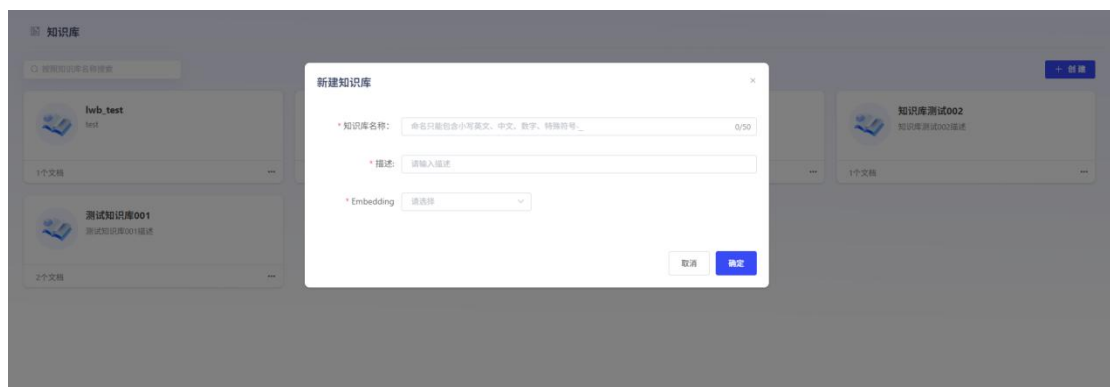 知识库
按照知识库名称搜索
+ 创建
lwb_test
test
1个文档
...
知识库测试002
知识库测试002描述
...
1个文档
...
测试知识库001
测试知识库001描述
2个文档
...
新建知识库
×
* 知识库名称:
命名只能包含小写英文、中文、数字、特殊符号-_
0/50
* 描述:
请输入描述
* Embedding
请选择
取消
确定